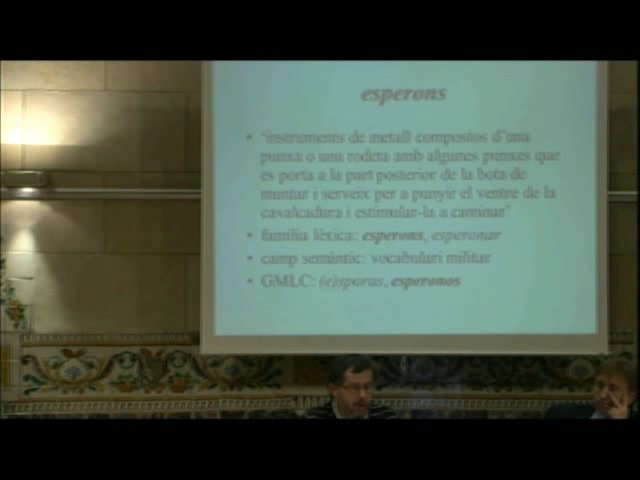 esperons
• 'instruments de metall compostos d'una
punxa o una rodeta amb algunes punxes que
es porta a la part posterior de la bota de
muntar i serveix per a punyir el ventre de la
cavalcadura i estimular-la a caminar'
• família lèxica: esperons, esperonar
• camp semàntic: vocabulari militar
• GMLC: (e)sporas, esperonos